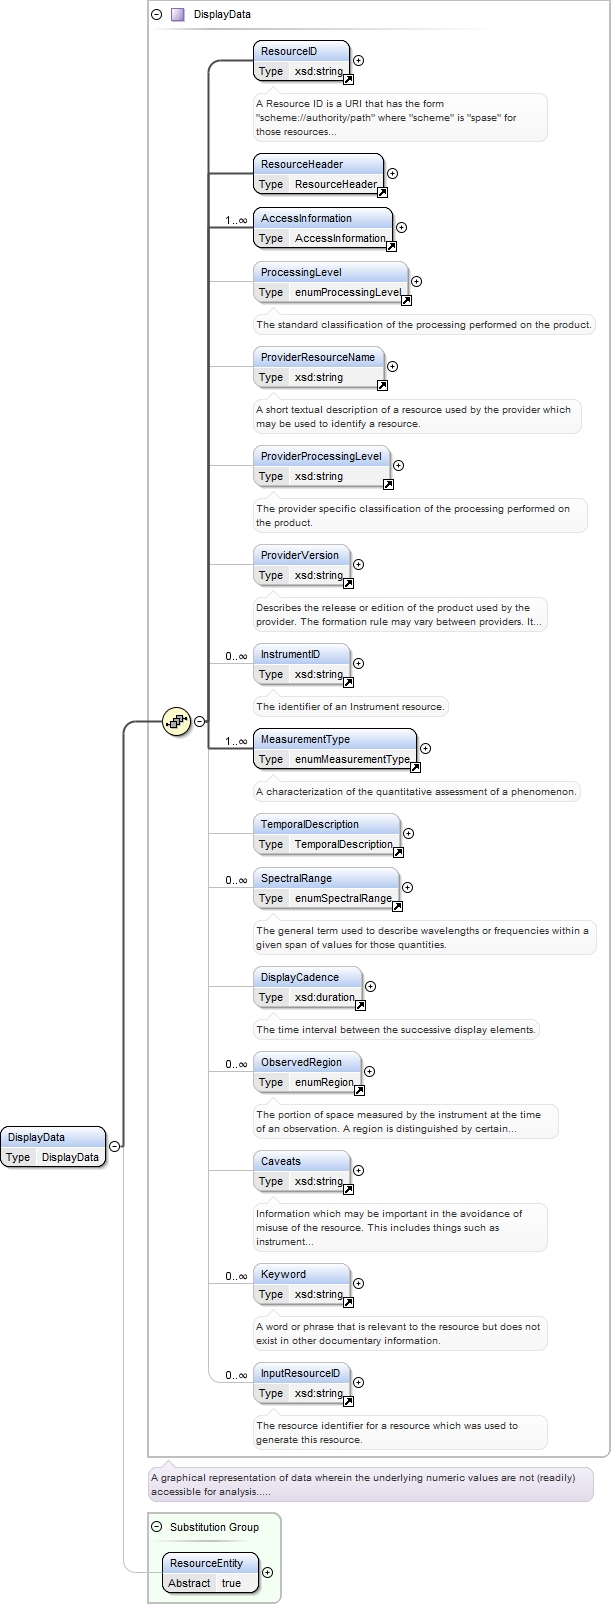 DisplayData
ResourceID
Type xsd:string
A Resource ID is a URI that has the form
"scheme://authority/path" where "scheme" is "spase" for
those resources...
ResourceHeader
Type ResourceHeader
1..∞
AccessInformation
Type AccessInformation
ProcessingLevel
Type enumProcessingLevel
The standard classification of the processing performed on the product.
ProviderResourceName
Type xsd:string
A short textual description of a resource used by the provider which
may be used to identify a resource.
ProviderProcessingLevel
Type xsd:string
The provider specific classification of the processing performed on
the product.
ProviderVersion
Type xsd:string
Describes the release or edition of the product used by the
provider. The formation rule may vary between providers. It...
0..∞
InstrumentID
Type xsd:string
The identifier of an Instrument resource.
1..∞
MeasurementType
Type enumMeasurementType
A characterization of the quantitative assessment of a phenomenon.
TemporalDescription
Type TemporalDescription
0..∞
SpectralRange
Type enumSpectralRange
The general term used to describe wavelengths or frequencies within a
given span of values for those quantities.
DisplayCadence
Type xsd:duration
The time interval between the successive display elements.
0..∞
ObservedRegion
Type enumRegion
The portion of space measured by the instrument at the time
of an observation. A region is distinguished by certain...
DisplayData
Type DisplayData
Caveats
Type xsd:string
Information which may be important in the avoidance of
misuse of the resource. This includes things such as
instrument...
0..∞
Keyword
Type xsd:string
A word or phrase that is relevant to the resource but does not
exist in other documentary information.
0..∞
InputResourceID
Type xsd:string
The resource identifier for a resource which was used to
generate this resource.
A graphical representation of data wherein the underlying numeric values are not (readily)
accessible for analysis.....
Substitution Group
ResourceEntity
Abstract true